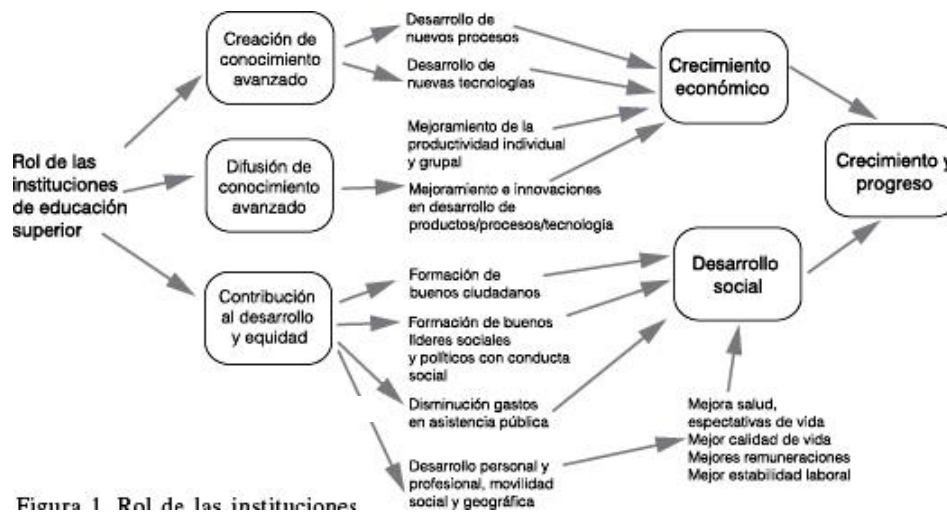 Rol de las
instituciones
de educación
superior
Creación de
conocimiento
avanzado
Difusión de
conocimiento
avanzado
Contribución
al desarrollo
y equidad
Desarrollo de
nuevos procesos
Desarrollo de
nuevas tecnologías
Mejoramiento de la
productividad individual
y grupal
Mejoramiento e innovaciones
en desarrollo de
productos/procesos/tecnología
Formación de
buenos ciudadanos
Formación de buenos
líderes sociales
y políticos con conducta
social
Disminución gastos
en asistencia pública
Desarrollo personal y
profesional, movilidad
social y geográfica
Crecimiento
económico
Desarrollo
social
Mejora salud,
espectativas de vida
Mejor calidad de vida
Mejores remuneraciones
Mejor estabilidad laboral
Crecimiento y
progreso
Figura 1. Rol de las instituciones